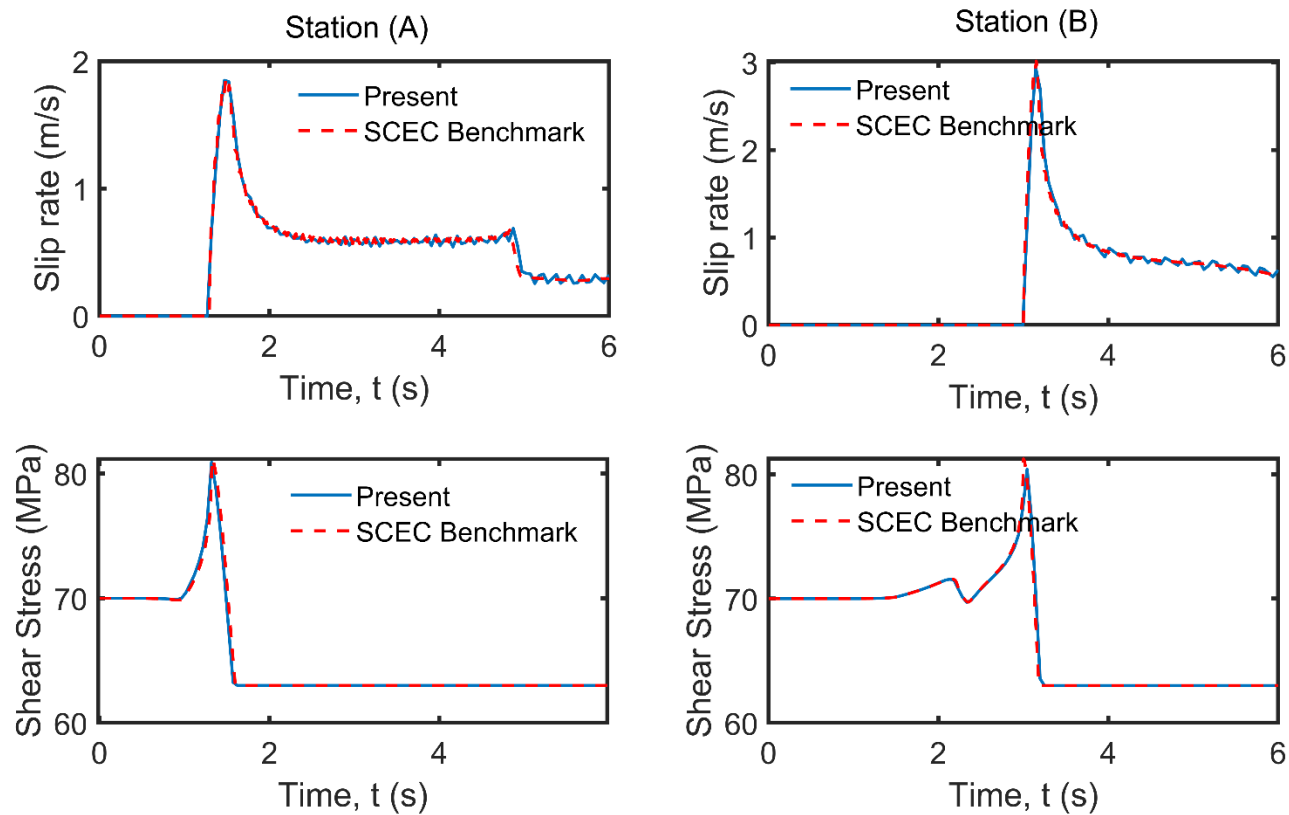 Station (A)
2
1
0
Slip rate (m/s)
Present
SCEC Benchmark
0
2
4
6
Time, t (s)
Station (B)
3
2
1
0
Slip rate (m/s)
Present
SCEC Benchmark
0
2
4
6
Time, t (s)
80
70
60
Shear Stress (MPa)
Present
SCEC Benchmark
0
2
4
Time, t (s)
80
70
60
Shear Stress (MPa)
Present
SCEC Benchmark
0
2
4
6
Time, t (s)